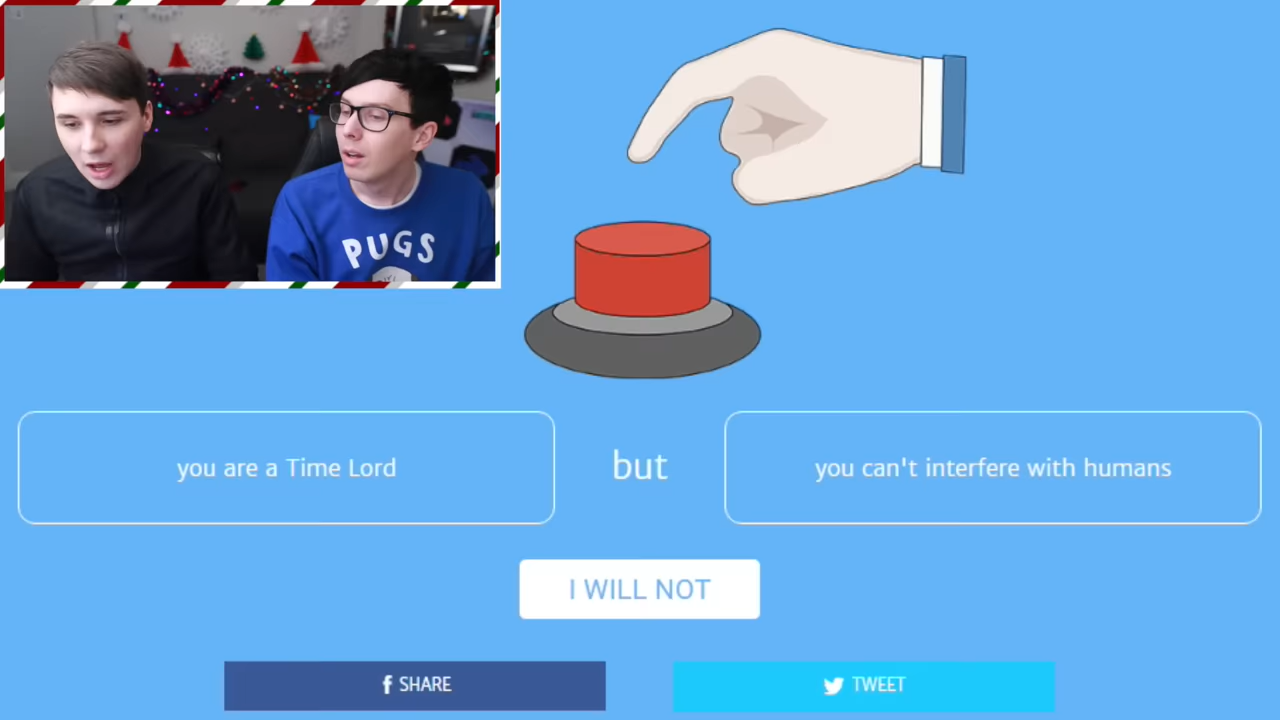 PUGS
you are a Time Lord
but
you can't interfere with humans
I WILL NOT
f SHARE
TWEET